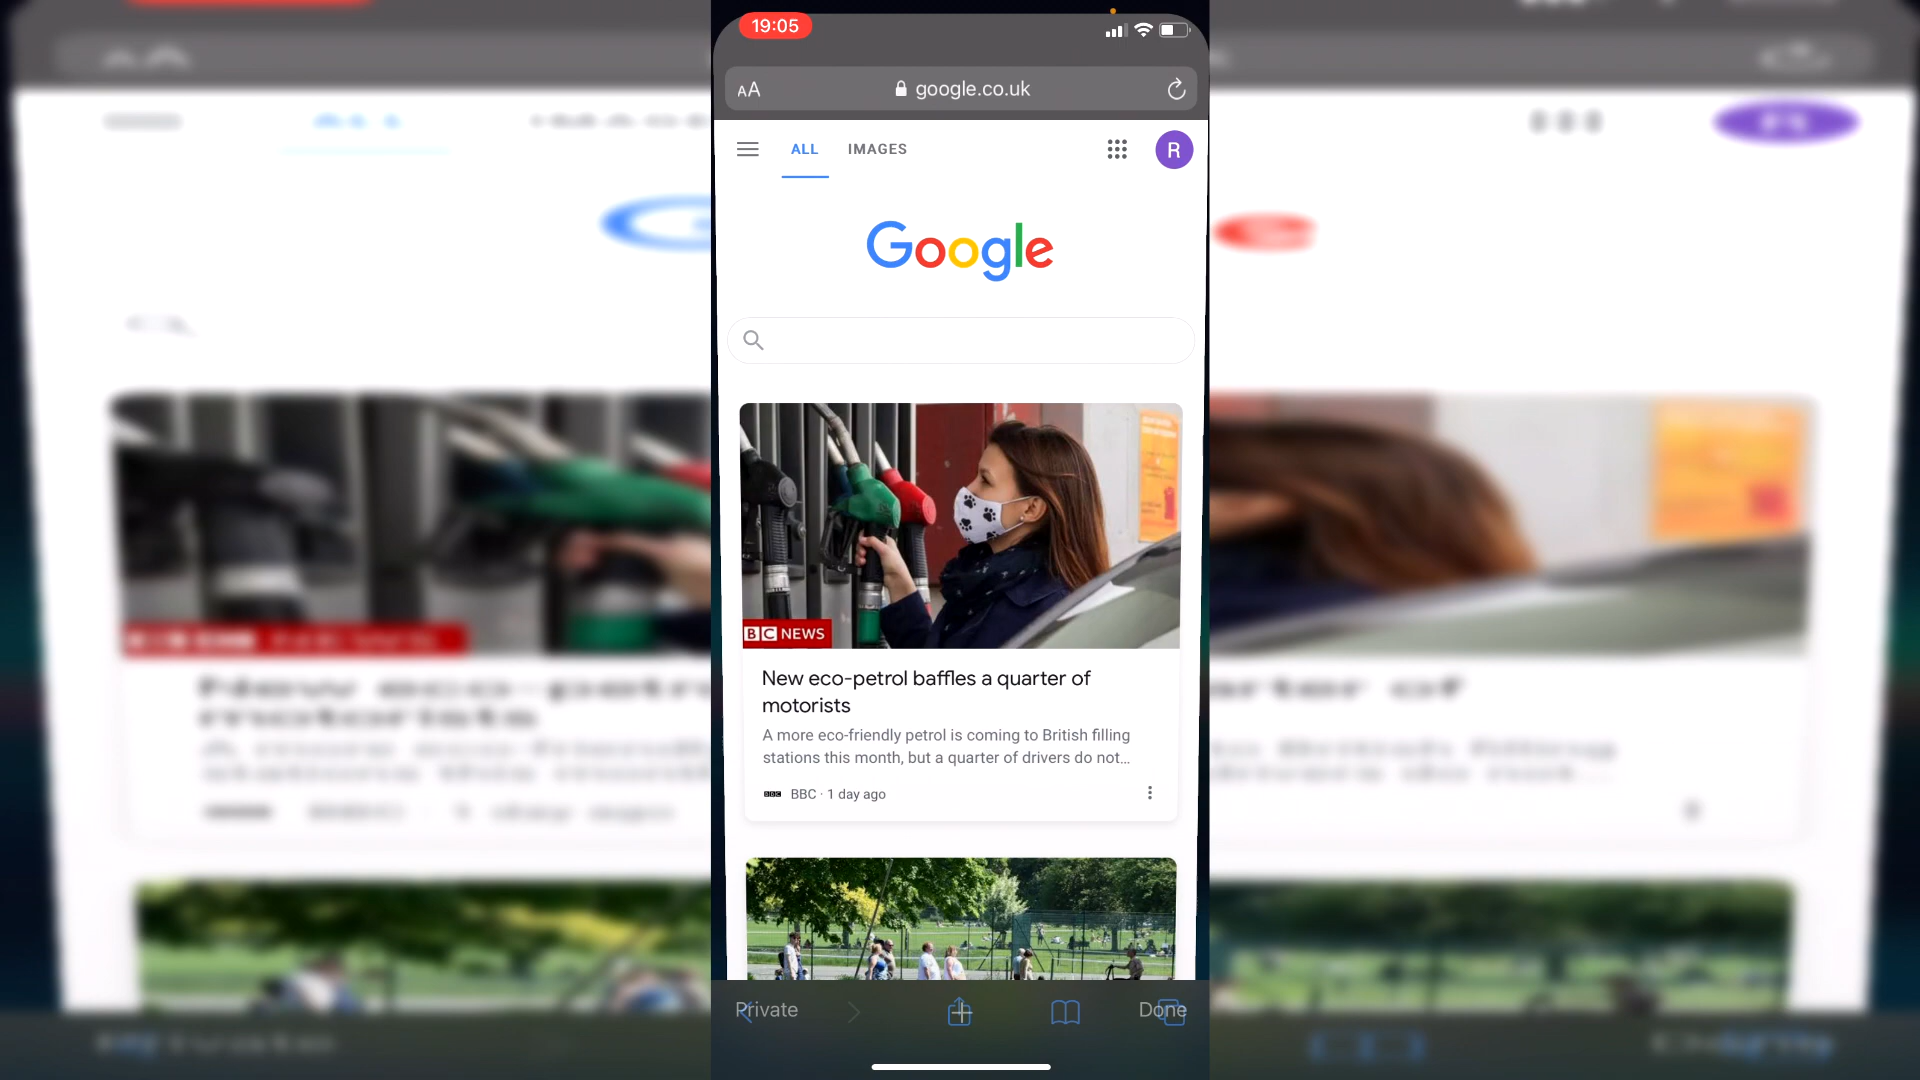 19:05
AA google.co.uk
ALL IMAGES R
Google
BBC NEWS
New eco-petrol baffles a quarter of
motorists
A more eco-friendly petrol is coming to British filling
stations this month, but a quarter of drivers do not...
BBC BBC · 1 day ago
Private Done